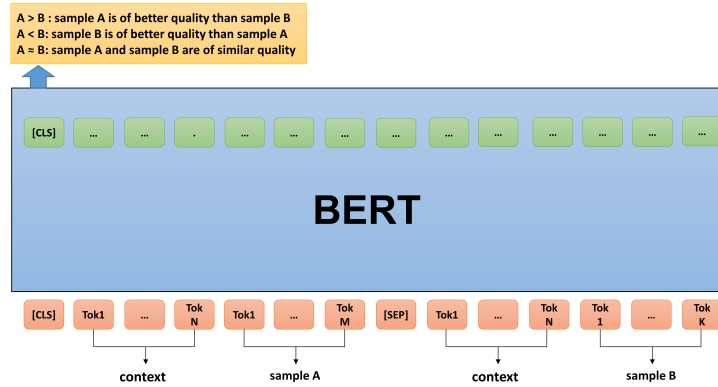 A > B : sample A is of better quality than sample B
A < B: sample B is of better quality than sample A
A ≈ B: sample A and sample B are of similar quality
[CLS] ... ... . ... ... ... ... ... ... ... ... ... ...
BERT
[CLS] Tok1 ... Tok N Tok1 ... Tok M [SEP] Tok1 ... Tok N Tok 1 ... Tok K
context sample A context sample B